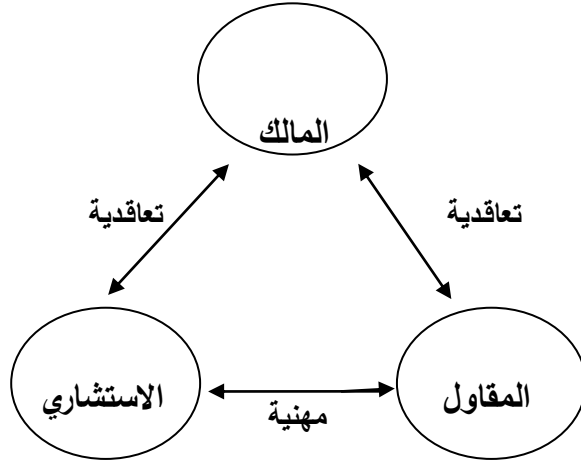 المالك
تعاقدية
تعاقدية
المقاول
الاستشاري
مهنية